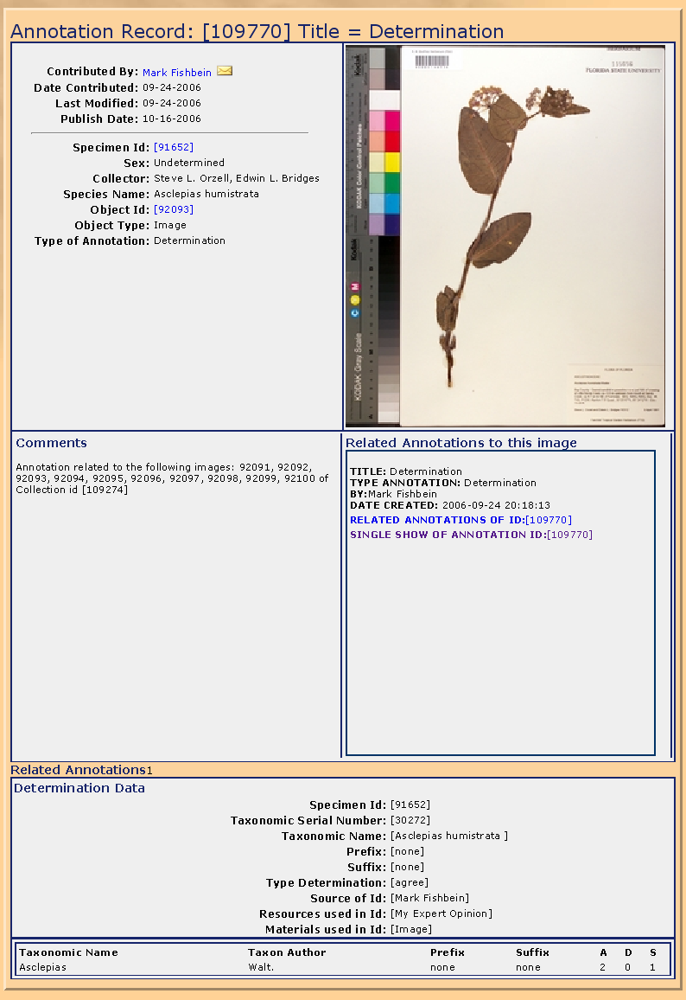 Annotation Record: [109770] Title = Determination
Contributed By: Mark Fishbein
Date Contributed: 09-24-2006
Last Modified: 09-24-2006
Publish Date: 10-16-2006
Specimen Id: [91652]
Sex: Undetermined
Collector: Steve L. Orzell, Edwin L. Bridges
Species Name: Asclepias humistrata
Object Id: [92093]
Object Type: Image
Type of Annotation: Determination
FLORIDA STATE UNIVERSITY
Kodak
KODAK Color Control Patches
Kodak
C Y M
KODAK Gray Scale
Comments
Annotation related to the following images: 92091, 92092,
92093, 92094, 92095, 92096, 92097, 92098, 92099, 92100 of
Collection id [109274]
Related Annotations to this image
TITLE: Determination
TYPE ANNOTATION: Determination
BY:Mark Fishbein
DATE CREATED: 2006-09-24 20:18:13
RELATED ANNOTATIONS OF ID:[109770]
SINGLE SHOW OF ANNOTATION ID:[109770]
Related Annotations1
Determination Data
Specimen Id: [91652]
Taxonomic Serial Number: [30272]
Taxonomic Name: [Asclepias humistrata ]
Prefix: [none]
Suffix: [none]
Type Determination: [agree]
Source of Id: [Mark Fishbein]
Resources used in Id: [My Expert Opinion]
Materials used in Id: [Image]
Taxonomic Name Taxon Author Prefix Suffix A D S
Asclepias Walt. none none 2 0 1